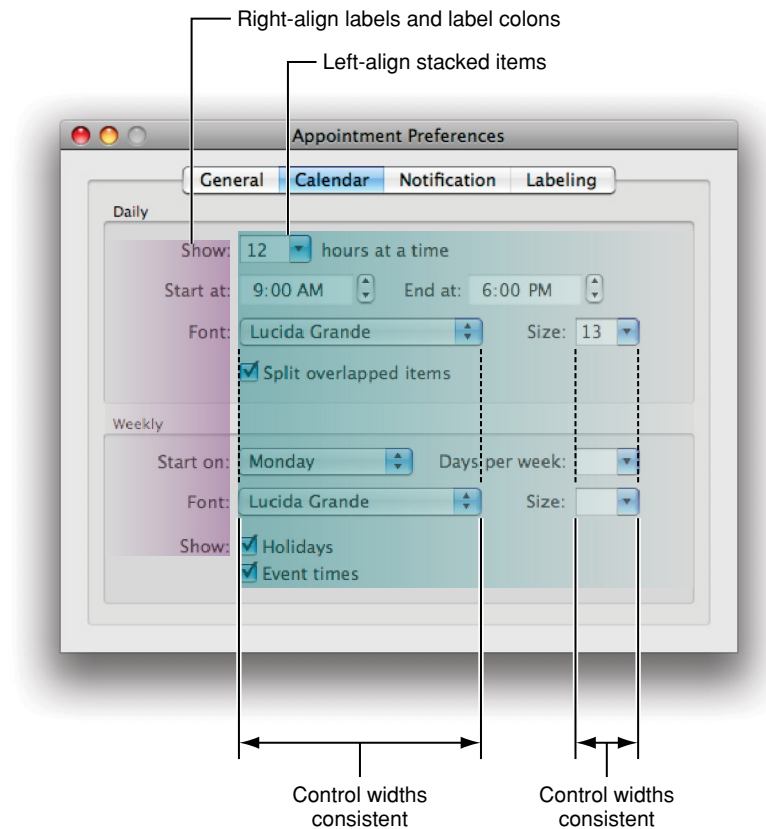 Right-align labels and label colons
Left-align stacked items
Appointment Preferences
General Calendar Notification Labeling
Daily
Show: 12 hours at a time
Start at: 9:00 AM End at: 6:00 PM
Font: Lucida Grande Size: 13
Split overlapped items
Weekly
Start on: Monday Days per week:
Font: Lucida Grande Size:
Show: Holidays
Event times
Control widths consistent
Control widths consistent